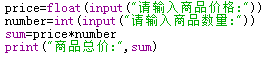 price=float(input("请输入商品价格:"))
number=int(input("请输入商品数量:"))
sum=price*number
print("商品总价:",sum)